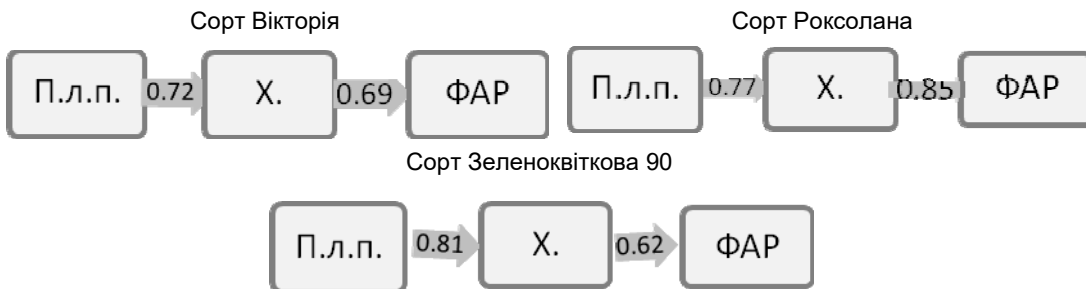 Сорт Вікторія
П.л.п. 0.72 Х. 0.69 ФАР
Сорт Роксолана
П.л.п. 0.77 Х. 0.85 ФАР
Сорт Зеленоквіткова 90
П.л.п. 0.81 Х. 0.62 ФАР